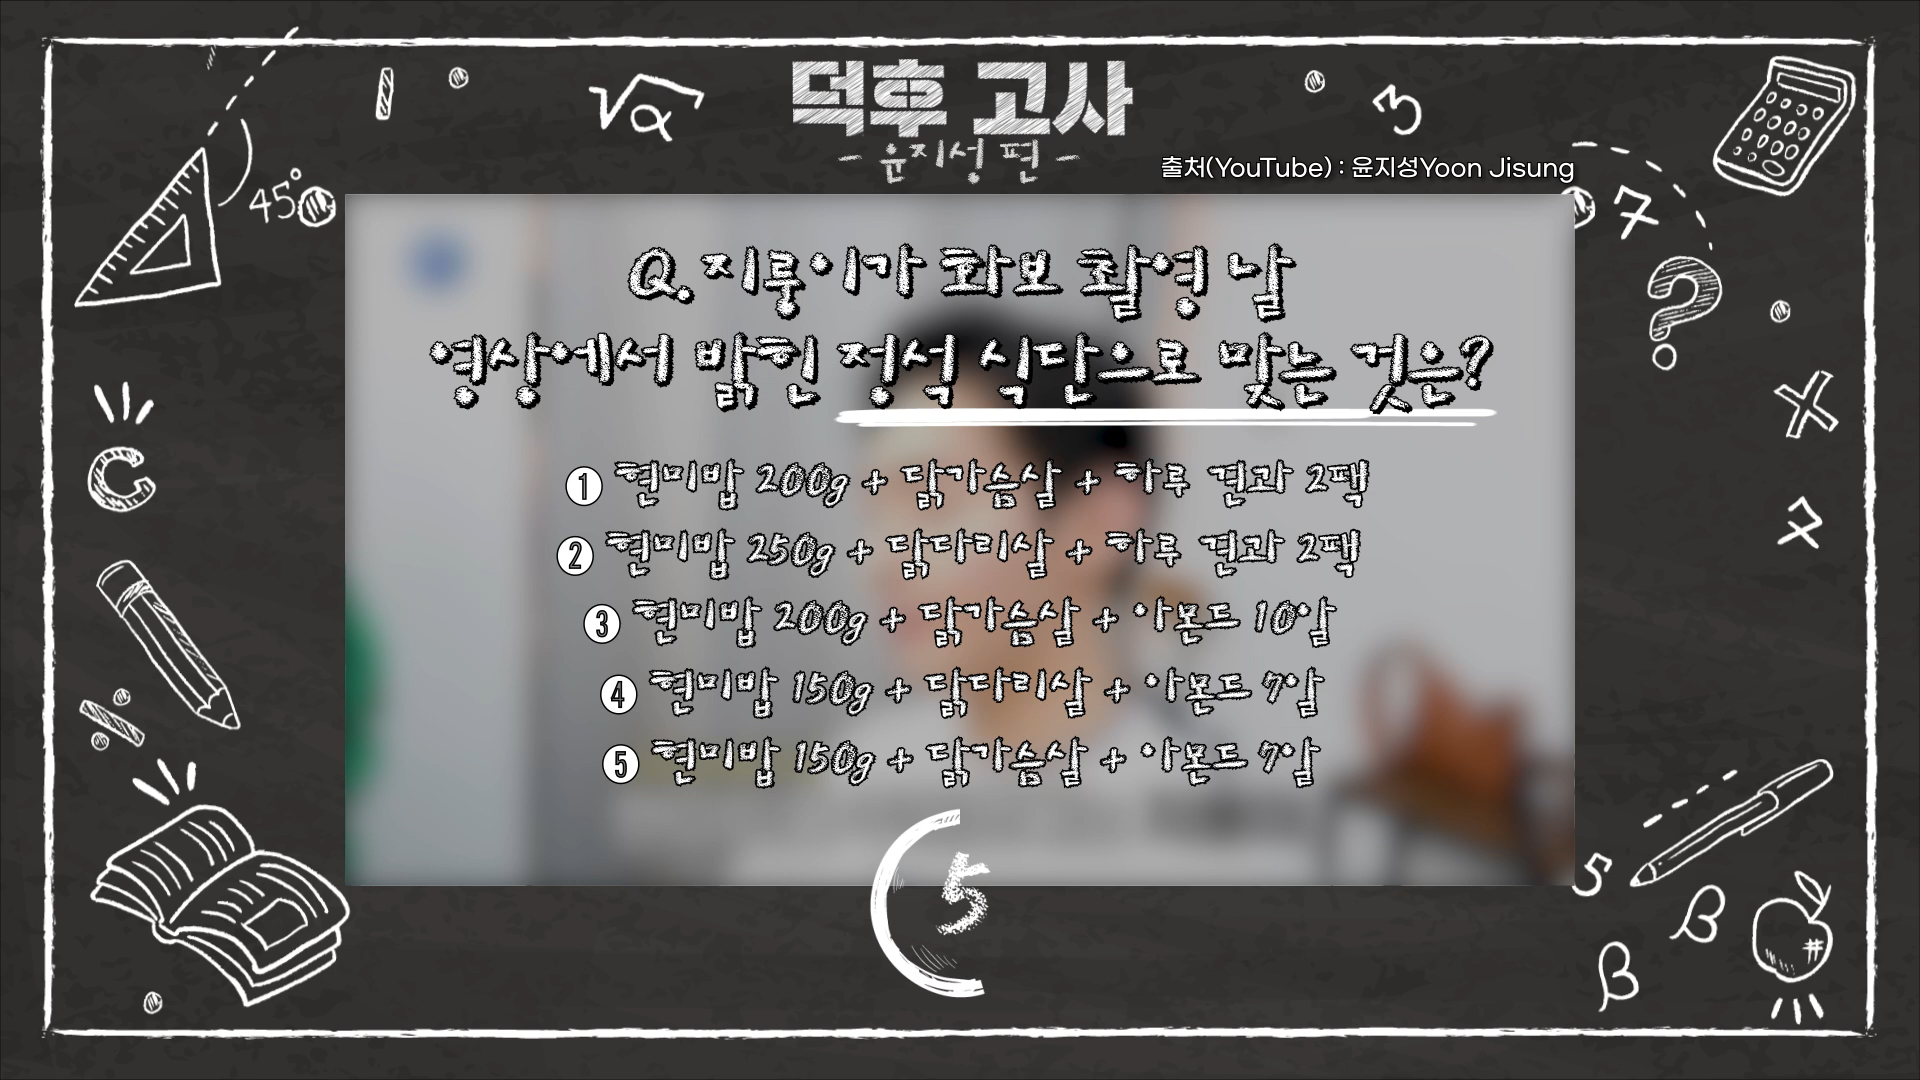 덕후 고사
- 윤지성 편 -
출처(YouTube) : 윤지성Yoon Jisung
Q. 지룽이가 화보 촬영 날
영상에서 밝힌 정석 식단으로 맞는 것은?
① 현미밥 200g + 닭가슴살 + 하루 견과 2팩
② 현미밥 250g + 닭다리살 + 하루 견과 2팩
③ 현미밥 200g + 닭가슴살 + 아몬드 10알
④ 현미밥 150g + 닭다리살 + 아몬드 7알
⑤ 현미밥 150g + 닭가슴살 + 아몬드 7알
5
√α
3
45°
7
?
C
X
5
β
β